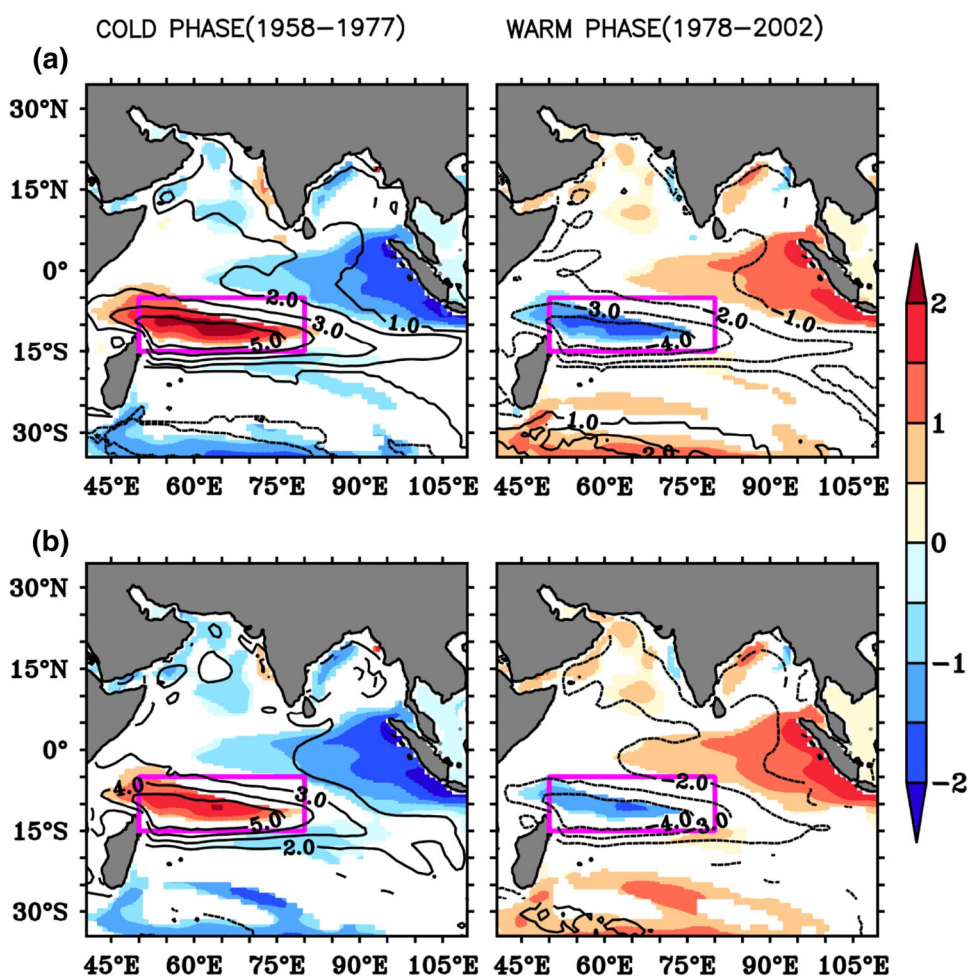 COLD PHASE(1958−1977) WARM PHASE(1978−2002)
(a)
30°N
15°N
0°
15°S
30°S
2.0
3.0
1.0
5.0
3.0
−2.0
−1.0
−4.0
1.0
2.0
45°E 60°E 75°E 90°E 105°E 45°E 60°E 75°E 90°E 105°E
(b)
30°N
15°N
0°
15°S
30°S
4.0
3.0
5.0
2.0
−2.0
−4.0
3.0
45°E 60°E 75°E 90°E 105°E 45°E 60°E 75°E 90°E 105°E
2
1
0
−1
−2